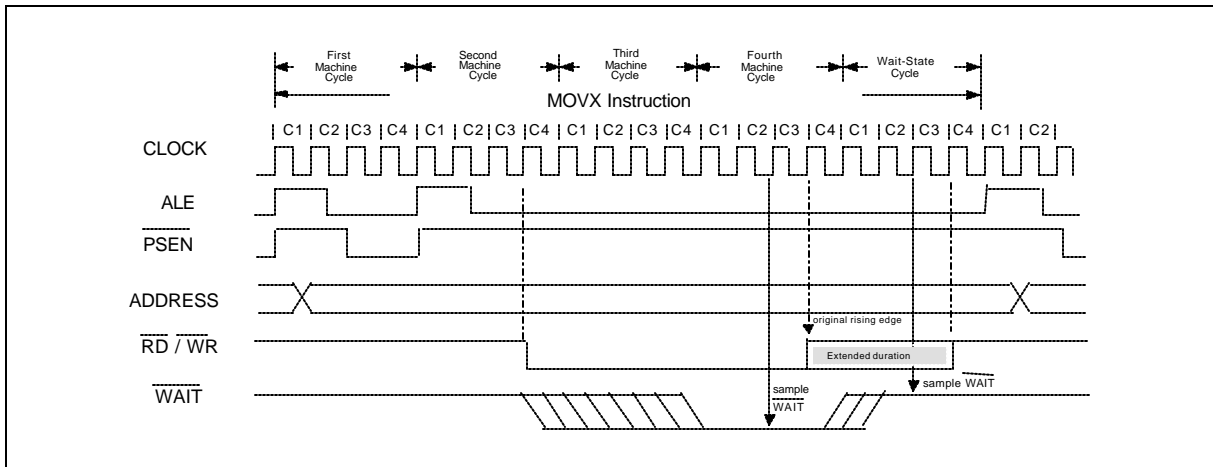 First Machine Cycle
Second Machine Cycle
Third Machine Cycle
Fourth Machine Cycle
Wait-State Cycle
MOVX Instruction
C1 C2 C3 C4 C1 C2 C3 C4 C1 C2 C3 C4 C1 C2 C3 C4 C1 C2 C3 C4 C1 C2
CLOCK
ALE
PSEN
ADDRESS
original rising edge
RD / WR
Extended duration
sample WAIT
WAIT
sample
WAIT